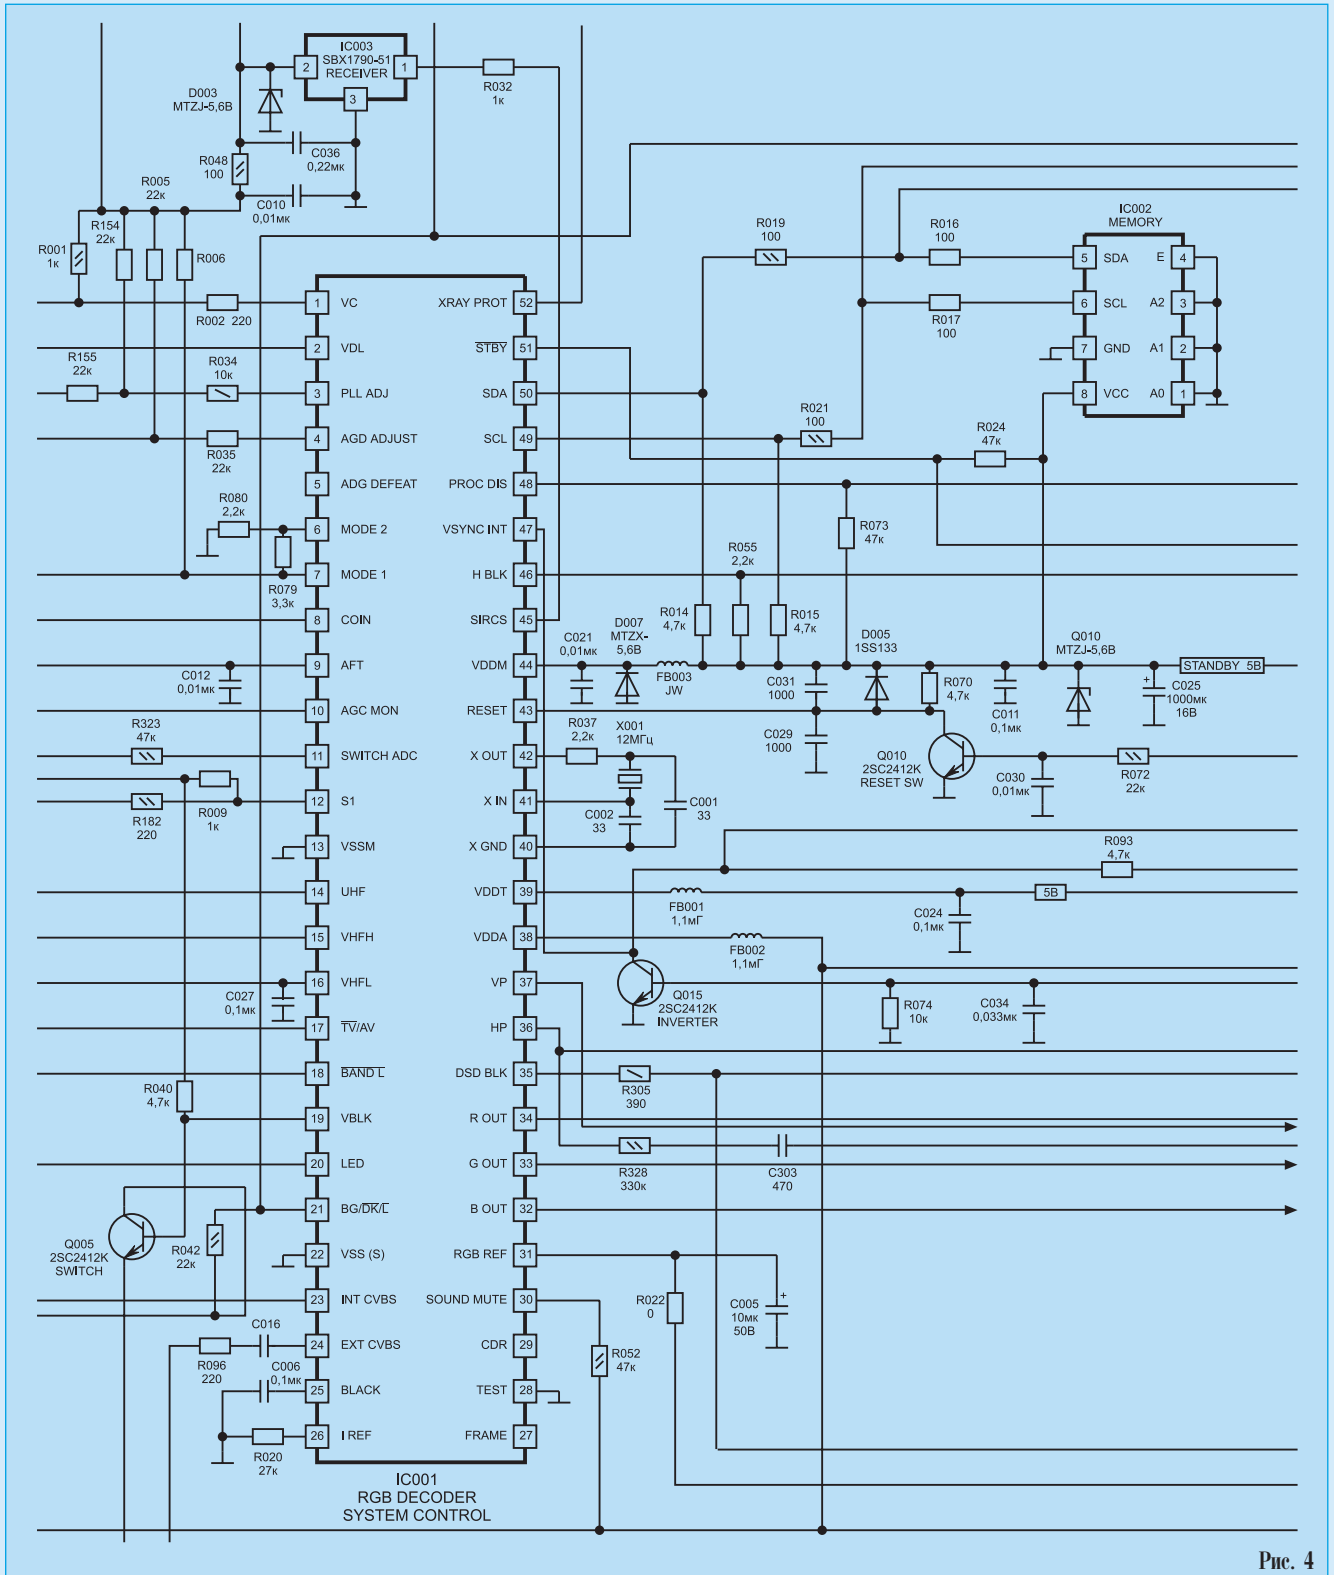 IC003
SBX1790-51
RECEIVER
2
1
3
D003
MTZJ-5,6В
R032
1к
C036
0,22мк
R048
100
R005
22к
C010
0,01мк
R154
22к
R001
1к
R006
R019
100
R016
100
IC002
MEMORY
5 SDA E 4
6 SCL A2 3
7 GND A1 2
8 VCC A0 1
R017
100
R002 220
R155
22к
R034
10к
R035
22к
R021
100
R024
47к
R080
2,2к
R079
3,3к
R073
47к
R055
2,2к
R014
4,7к
R015
4,7к
C021
0,01мк
D007
MTZX-
5,6В
FB003
JW
C031
1000
D005
1SS133
R070
4,7к
Q010
MTZJ-5,6В
STANDBY 5В
C011
0,1мк
+
C025
1000мк
16В
C012
0,01мк
R323
47к
R037
2,2к
X001
12МГц
C029
1000
Q010
2SC2412K
RESET SW
C030
0,01мк
R072
22к
R009
1к
R182
220
C002
33
C001
33
R093
4,7к
FB001
1,1мГ
5В
C024
0,1мк
FB002
1,1мГ
C027
0,1мк
Q015
2SC2412K
INVERTER
R074
10к
C034
0,033мк
R040
4,7к
R305
390
R328
330к
C303
470
Q005
2SC2412K
SWITCH
R042
22к
R022
0
C005
10мк
50В
+
C016
R096
220
C006
0,1мк
R052
47к
R020
27к
1 VC XRAY PROT 52
2 VDL STBY 51
3 PLL ADJ SDA 50
4 AGD ADJUST SCL 49
5 ADG DEFEAT PROC DIS 48
6 MODE 2 VSYNC INT 47
7 MODE 1 H BLK 46
8 COIN SIRCS 45
9 AFT VDDM 44
10 AGC MON RESET 43
11 SWITCH ADC X OUT 42
12 S1 X IN 41
13 VSSM X GND 40
14 UHF VDDT 39
15 VHFH VDDA 38
16 VHFL VP 37
17 TV/AV HP 36
18 BAND L DSD BLK 35
19 VBLK R OUT 34
20 LED G OUT 33
21 BG/DK/L B OUT 32
22 VSS (S) RGB REF 31
23 INT CVBS SOUND MUTE 30
24 EXT CVBS CDR 29
25 BLACK TEST 28
26 I REF FRAME 27
IC001
RGB DECODER
SYSTEM CONTROL
Рис. 4